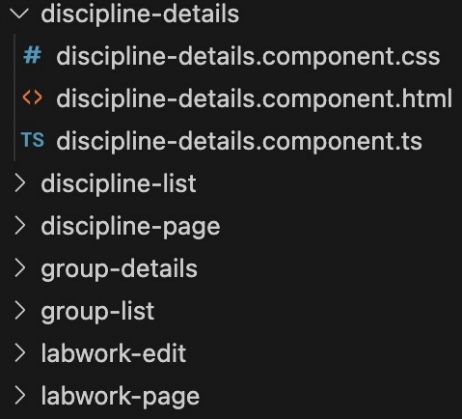 discipline-details
# discipline-details.component.css
<> discipline-details.component.html
TS discipline-details.component.ts
discipline-list
discipline-page
group-details
group-list
labwork-edit
labwork-page